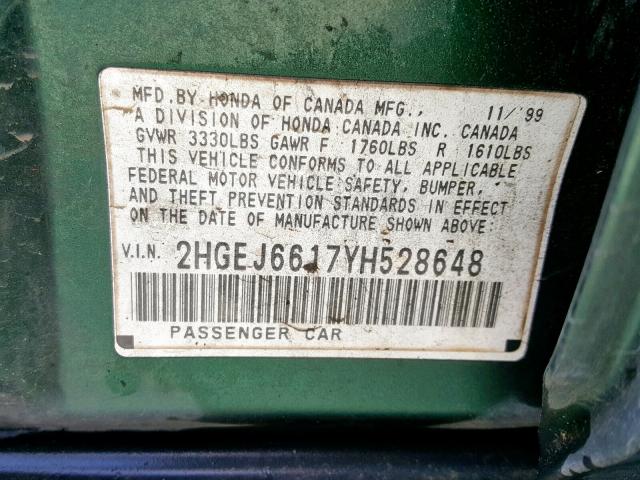 MFD.BY HONDA OF CANADA MFG., 11/'99
A DIVISION OF HONDA CANADA INC. CANADA
GVWR 3330LBS GAWR F 1760LBS R 1610LBS
THIS VEHICLE CONFORMS TO ALL APPLICABLE
FEDERAL MOTOR VEHICLE SAFETY, BUMPER,
AND THEFT PREVENTION STANDARDS IN EFFECT
ON THE DATE OF MANUFACTURE SHOWN ABOVE:
V.I.N. 2HGEJ6617YH528648
PASSENGER CAR